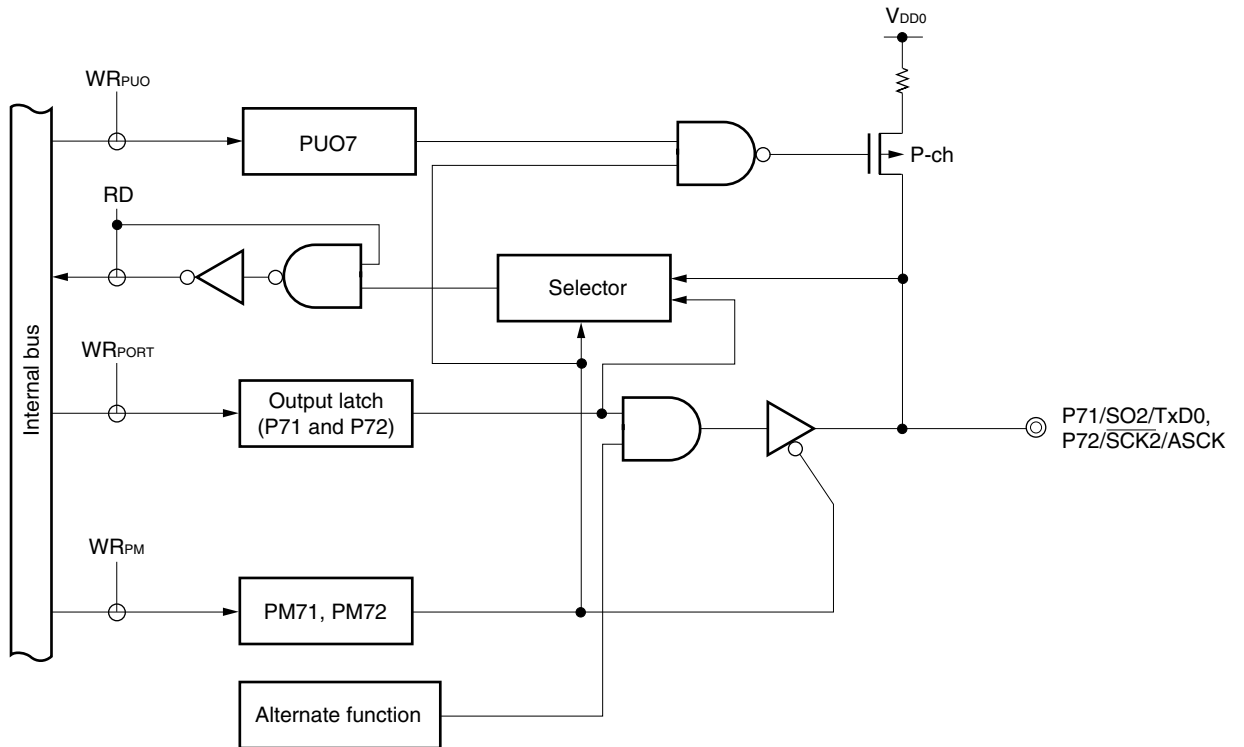 VDD0
WRPUO
PUO7
P-ch
RD
Selector
Internal bus
WRPORT
Output latch
(P71 and P72)
P71/SO2/TxD0,
P72/S̅C̅K̅2̅/ASCK
WRPM
PM71, PM72
Alternate function